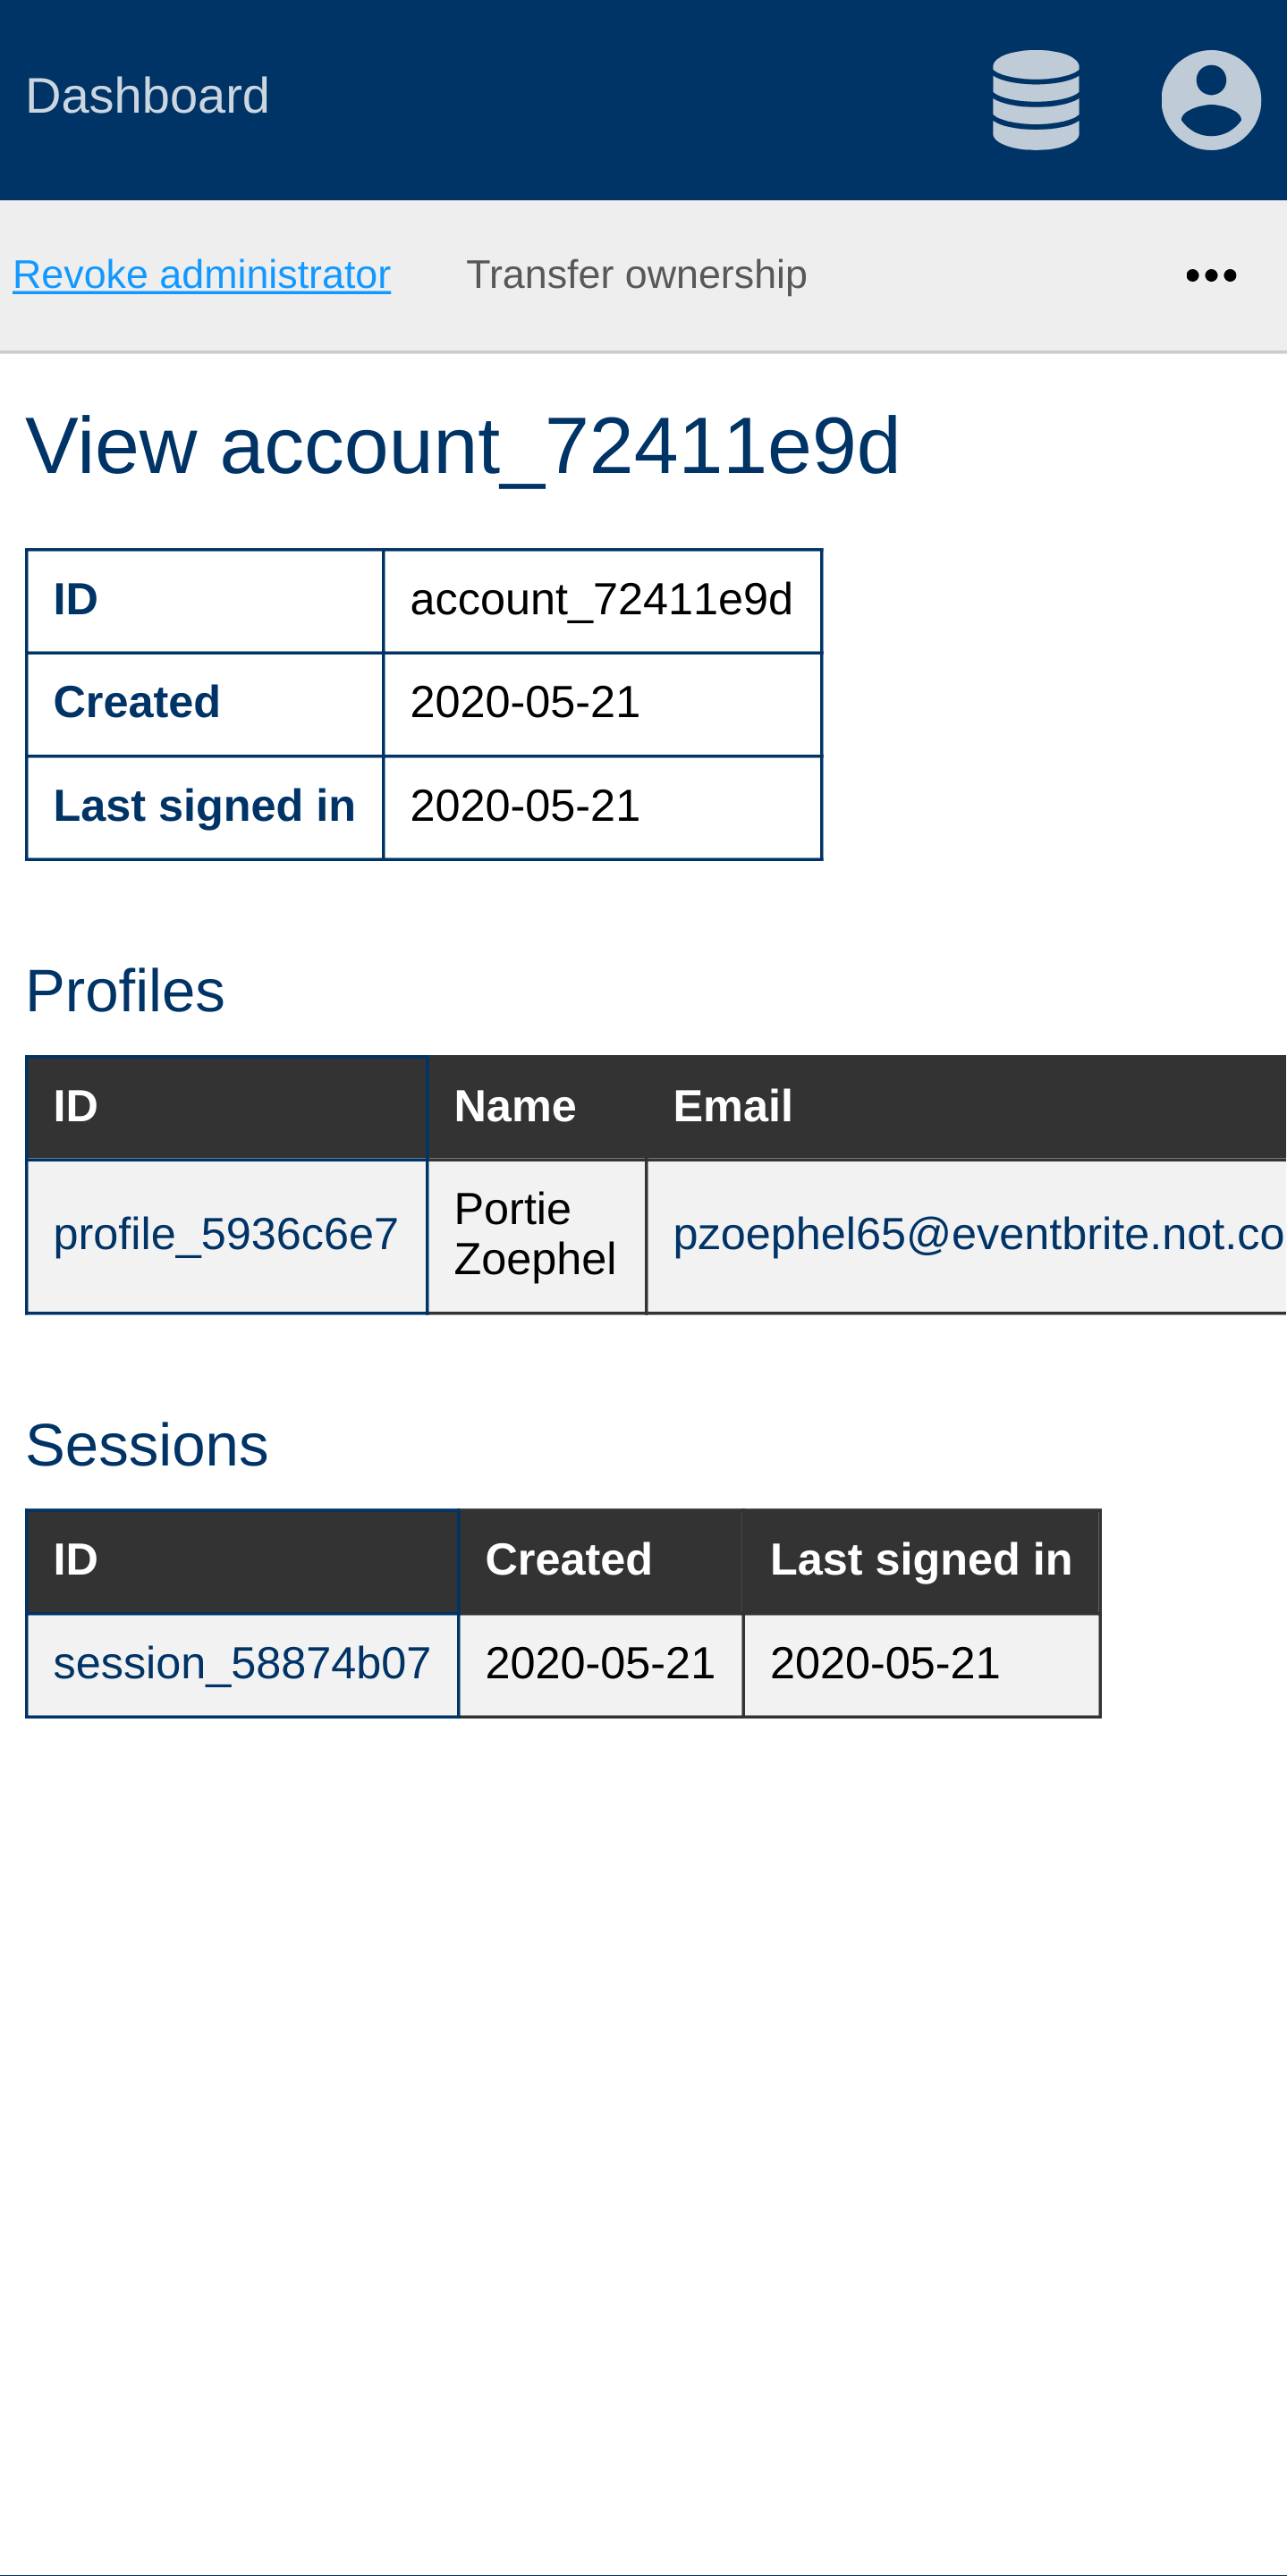 Dashboard
Revoke administrator Transfer ownership
View account_72411e9d
ID account_72411e9d
Created 2020-05-21
Last signed in 2020-05-21
Profiles
ID Name Email
profile_5936c6e7 Portie Zoephel pzoephel65@eventbrite.not.co
Sessions
ID Created Last signed in
session_58874b07 2020-05-21 2020-05-21